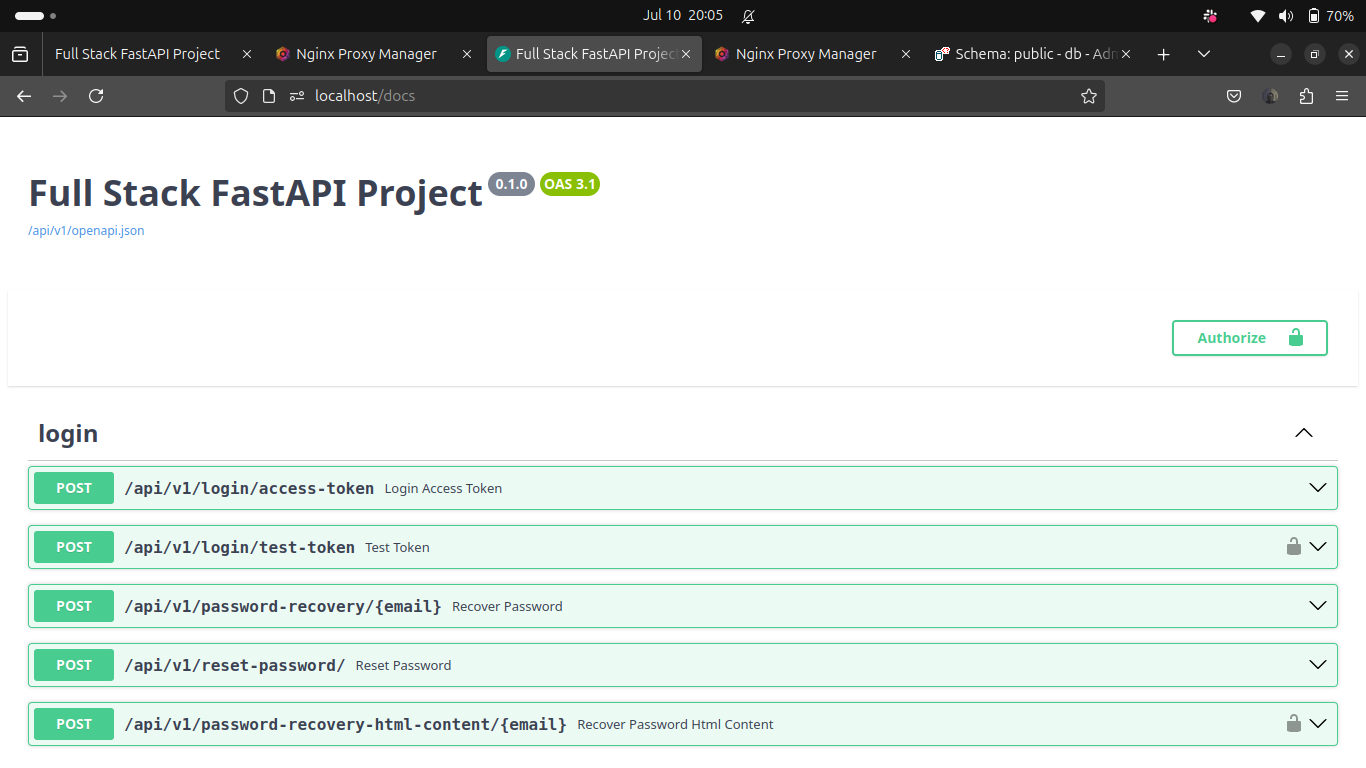 Jul 10 20:05
70%
Full Stack FastAPI Project
Nginx Proxy Manager
Full Stack FastAPI Projec
Nginx Proxy Manager
Schema: public - db - Adm
localhost/docs
Full Stack FastAPI Project 0.1.0 OAS 3.1
/api/v1/openapi.json
Authorize
login
POST /api/v1/login/access-token Login Access Token
POST /api/v1/login/test-token Test Token
POST /api/v1/password-recovery/{email} Recover Password
POST /api/v1/reset-password/ Reset Password
POST /api/v1/password-recovery-html-content/{email} Recover Password Html Content